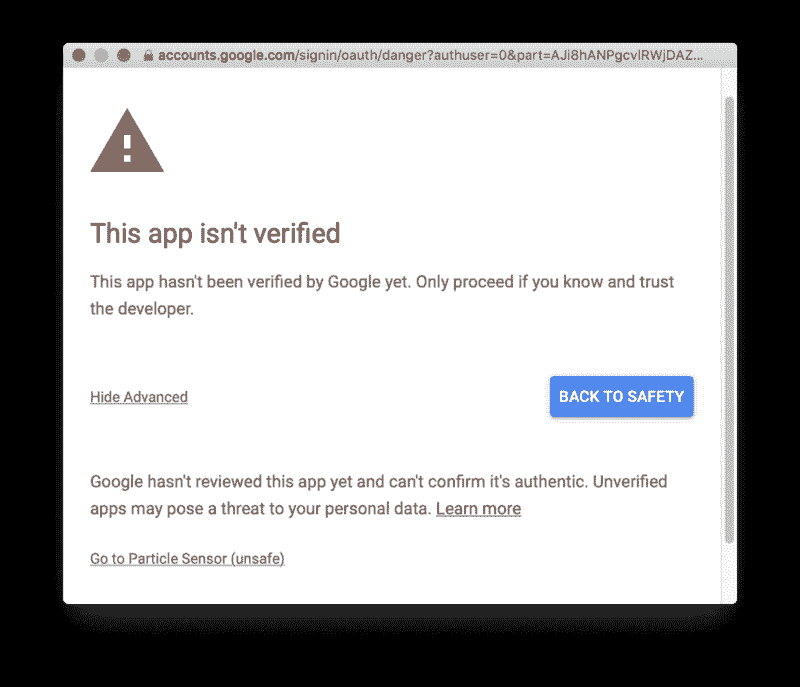 accounts.google.com/signin/oauth/danger?authuser=0&part=AJi8hANPgcvlRWjDAZ...
This app isn't verified
This app hasn't been verified by Google yet. Only proceed if you know and trust
the developer.
Hide Advanced
BACK TO SAFETY
Google hasn't reviewed this app yet and can't confirm it's authentic. Unverified
apps may pose a threat to your personal data. Learn more
Go to Particle Sensor (unsafe)